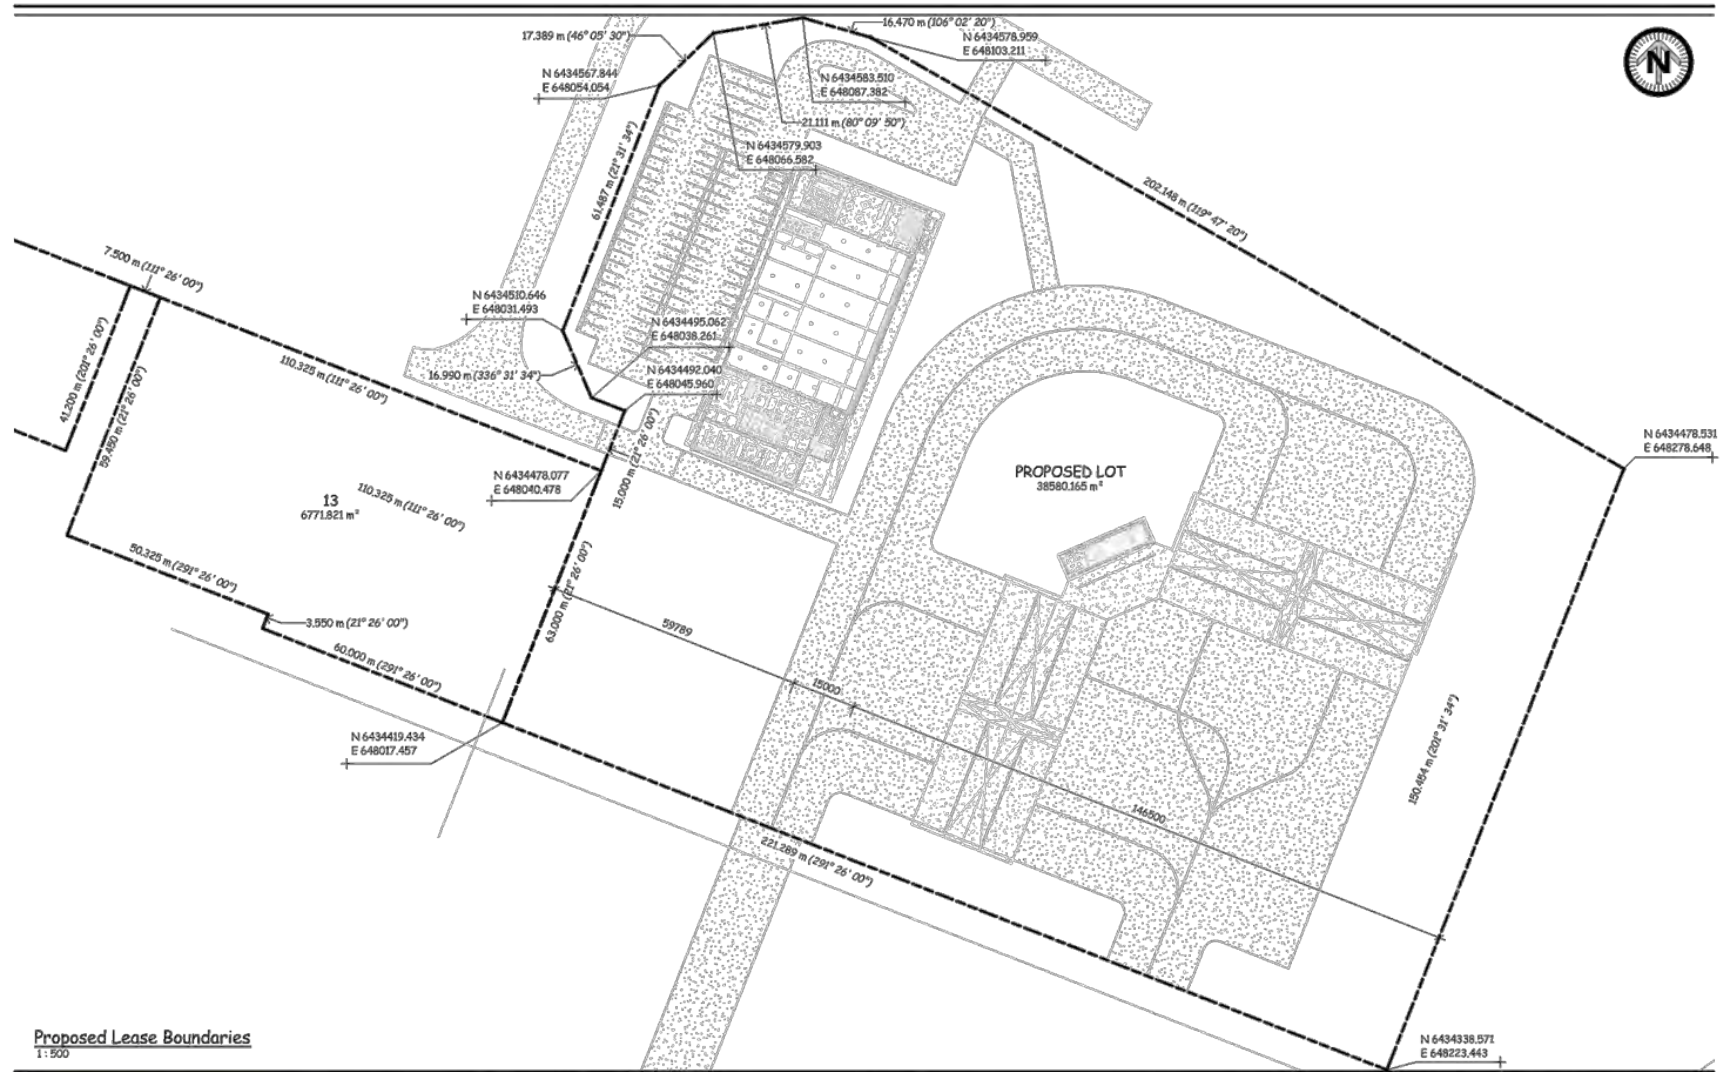 16.470 m (106° 02' 20")
17.389 m (46° 05' 30")
N 6434578.959
E 648103.211
N
N 6434567.844
E 648054.054
N 6434583.510
E 648087.382
21.111 m (80° 09' 50")
N 6434579.903
E 648066.582
61.487 m (21° 31' 34")
202.148 m (119° 47' 20")
7.500 m (111° 26' 00")
N 6434510.646
E 648031.493
N 6434495.062
E 648038.261
41.200 m (201° 26' 00")
59.450 m (21° 26' 00")
110.325 m (111° 26' 00")
16.990 m (336° 31' 34")
N 6434492.040
E 648045.960
N 6434478.531
E 648278.648
15.000 m (21° 26' 00")
N 6434478.077
E 648040.478
PROPOSED LOT
38580.165 m²
13
6771.821 m²
110.325 m (111° 26' 00")
50.325 m (291° 26' 00")
63.000 m (21° 26' 00")
3.550 m (21° 26' 00")
59789
60.000 m (291° 26' 00")
15000
N 6434419.434
E 648017.457
150.454 m (201° 31' 34")
146500
221.289 m (291° 26' 00")
Proposed Lease Boundaries
1 : 500
N 6434338.571
E 648223.443